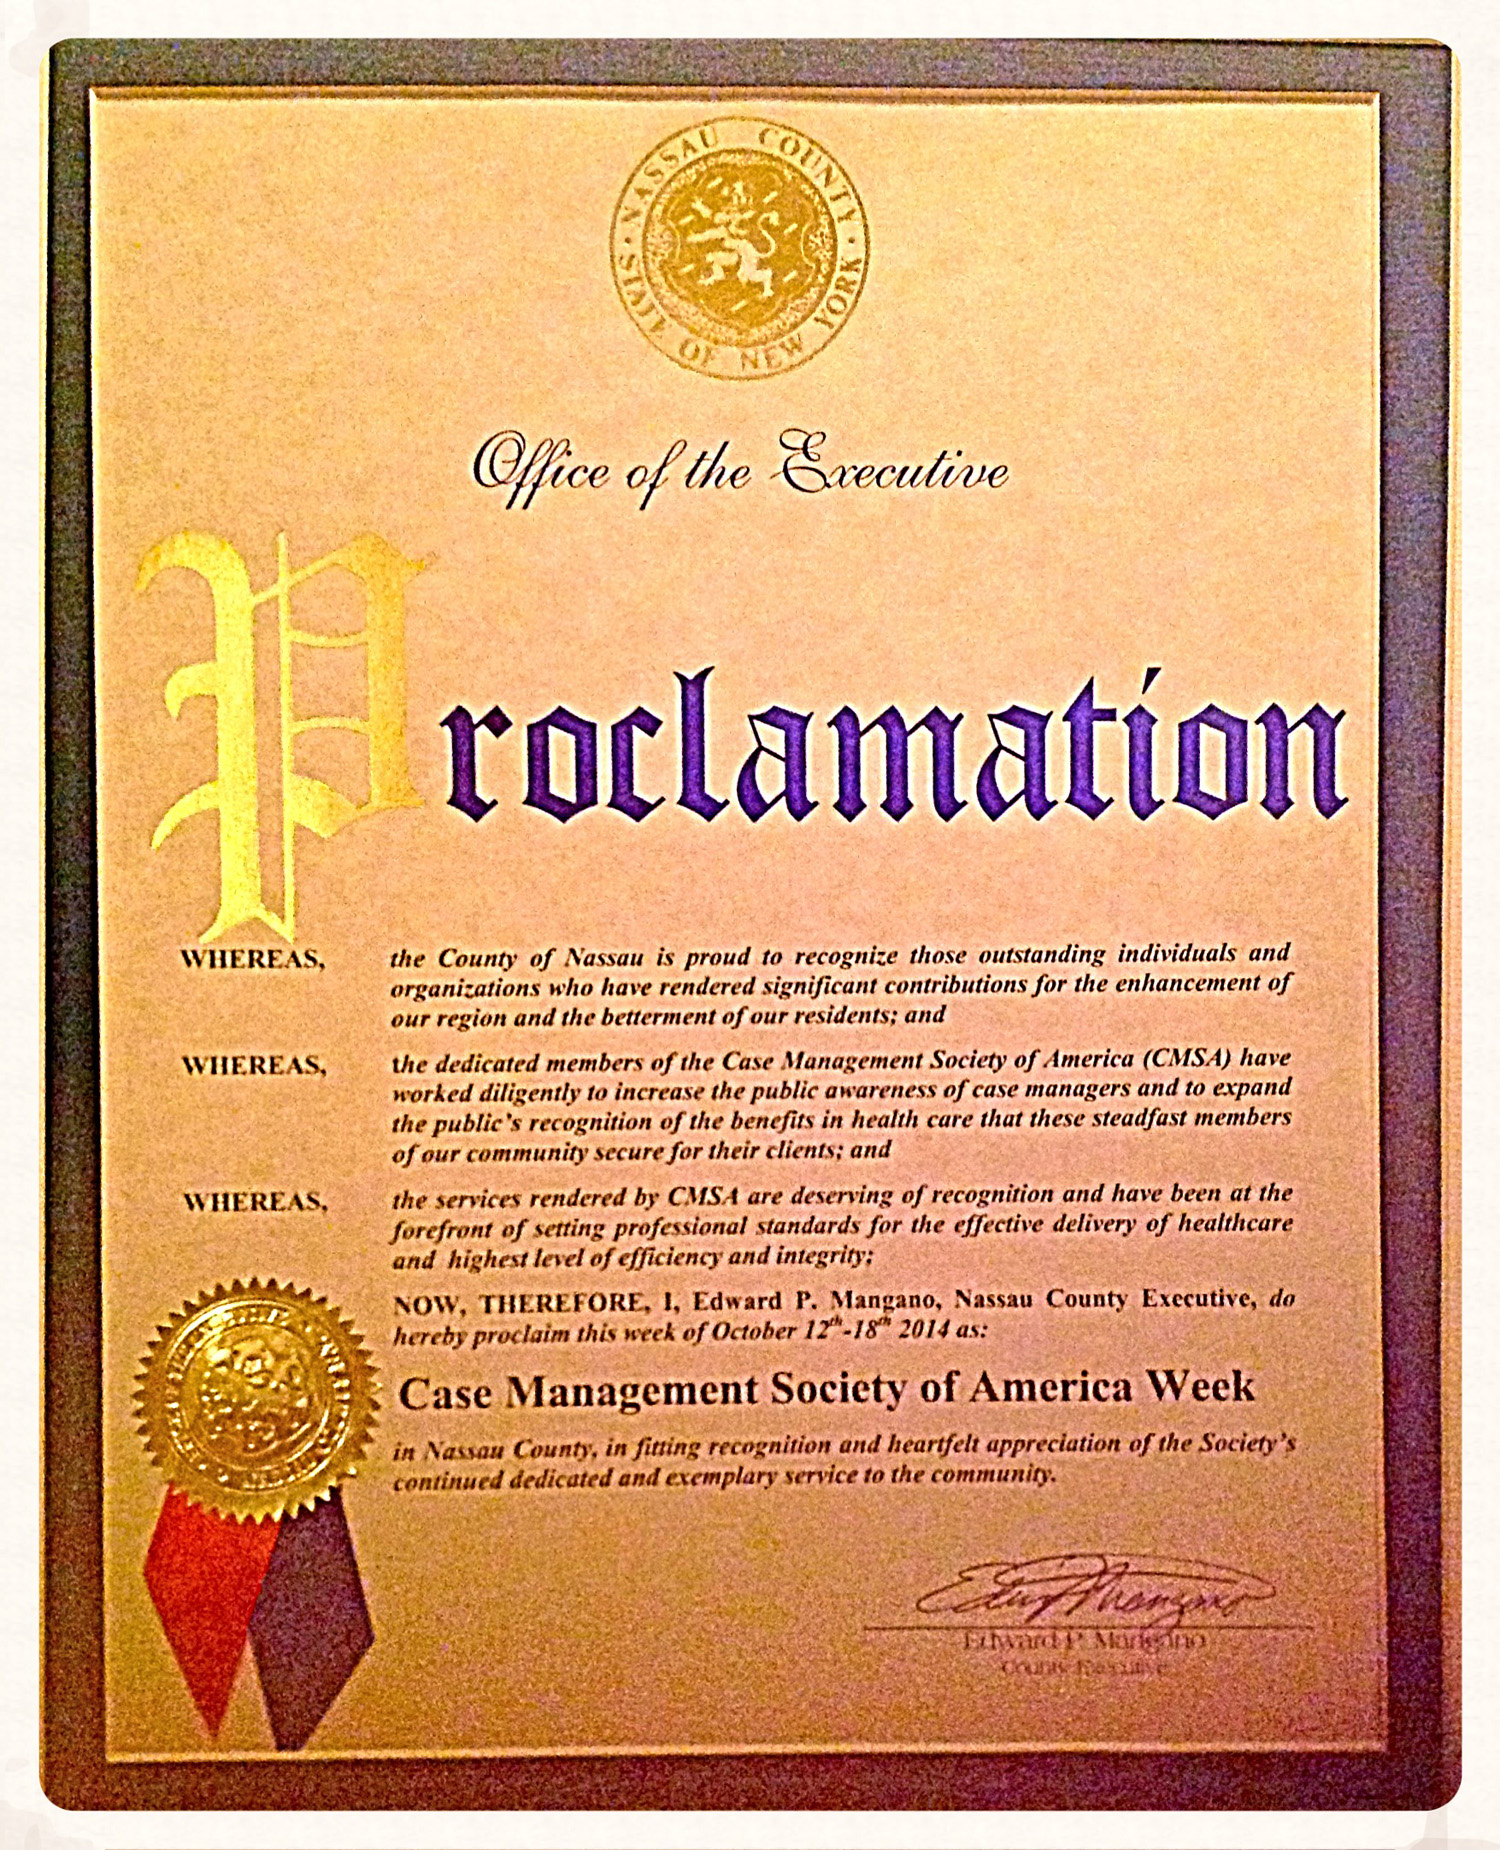 NASSAU COUNTY
STATE OF NEW YORK
Office of the Executive
Proclamation
WHEREAS, the County of Nassau is proud to recognize those outstanding individuals and
organizations who have rendered significant contributions for the enhancement of
our region and the betterment of our residents; and
WHEREAS, the dedicated members of the Case Management Society of America (CMSA) have
worked diligently to increase the public awareness of case managers and to expand
the public's recognition of the benefits in health care that these steadfast members
of our community secure for their clients; and
WHEREAS, the services rendered by CMSA are deserving of recognition and have been at the
forefront of setting professional standards for the effective delivery of healthcare
and highest level of efficiency and integrity;
NOW, THEREFORE, I, Edward P. Mangano, Nassau County Executive, do
hereby proclaim this week of October 12th-18th 2014 as:
Case Management Society of America Week
in Nassau County, in fitting recognition and heartfelt appreciation of the Society's
continued dedicated and exemplary service to the community.
Edward P Mangano
Edward P. Mangano
County Executive